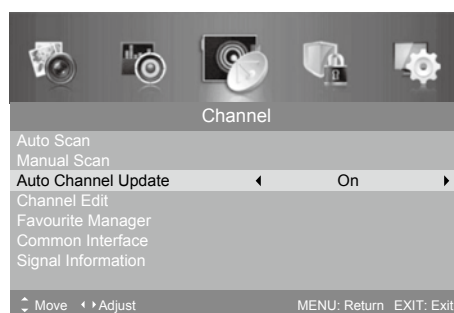 Channel
Auto Scan
Manual Scan
Auto Channel Update On
Channel Edit
Favourite Manager
Common Interface
Signal Information
Move Adjust MENU: Return EXIT: Exit